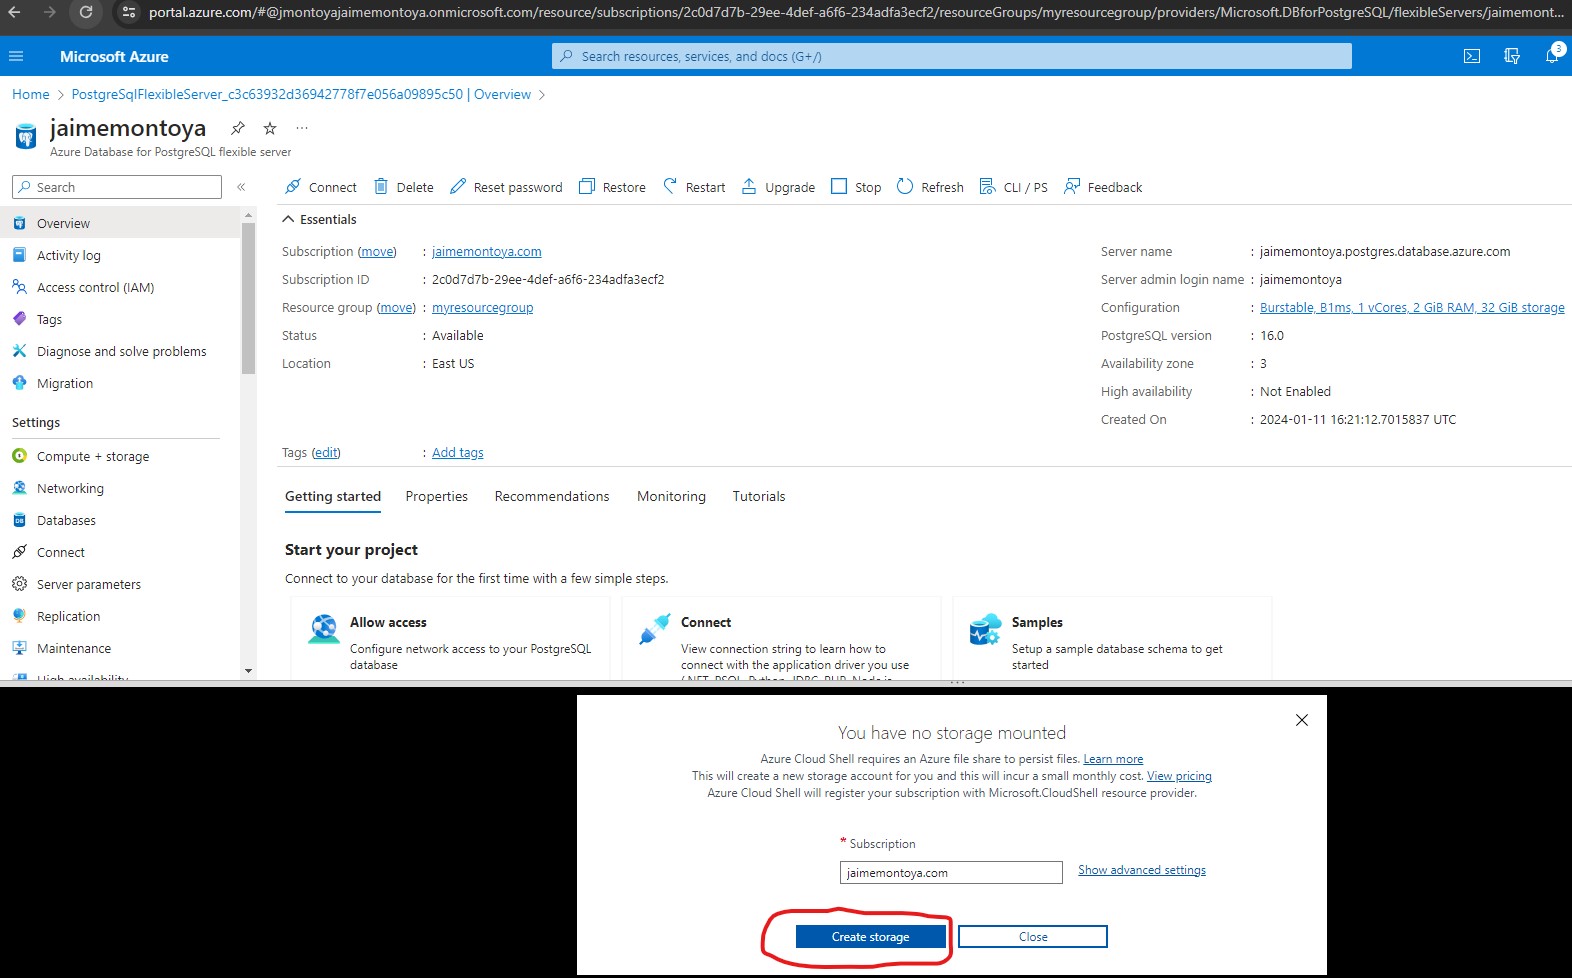 portal.azure.com/#@jmontoyajaimemontoya.onmicrosoft.com/resource/subscriptions/2c0d7d7b-29ee-4def-a6f6-234adfa3ecf2/resourceGroups/myresourcegroup/providers/Microsoft.DBforPostgreSQL/flexibleServers/jaimemont...
Microsoft Azure
Search resources, services, and docs (G+/)
3
Home > PostgreSqlFlexibleServer_c3c63932d36942778f7e056a09895c50 | Overview >
jaimemontoya
Azure Database for PostgreSQL flexible server
Search
«
Overview
Activity log
Access control (IAM)
Tags
Diagnose and solve problems
Migration
Settings
Compute + storage
Networking
Databases
Connect
Server parameters
Replication
Maintenance
High availability
Connect Delete Reset password Restore Restart Upgrade Stop Refresh CLI / PS Feedback
Essentials
Subscription (move) : jaimemontoya.com
Subscription ID : 2c0d7d7b-29ee-4def-a6f6-234adfa3ecf2
Resource group (move) : myresourcegroup
Status : Available
Location : East US
Server name : jaimemontoya.postgres.database.azure.com
Server admin login name : jaimemontoya
Configuration : Burstable, B1ms, 1 vCores, 2 GiB RAM, 32 GiB storage
PostgreSQL version : 16.0
Availability zone : 3
High availability : Not Enabled
Created On : 2024-01-11 16:21:12.7015837 UTC
Tags (edit) : Add tags
Getting started Properties Recommendations Monitoring Tutorials
Start your project
Connect to your database for the first time with a few simple steps.
Allow access
Configure network access to your PostgreSQL
database
Connect
View connection string to learn how to
connect with the application driver you use
(.NET, PSQL, Python, JDBC, PHP, Node.js
Samples
Setup a sample database schema to get
started
You have no storage mounted
Azure Cloud Shell requires an Azure file share to persist files. Learn more
This will create a new storage account for you and this will incur a small monthly cost. View pricing
Azure Cloud Shell will register your subscription with Microsoft.CloudShell resource provider.
* Subscription
jaimemontoya.com
Show advanced settings
Create storage
Close